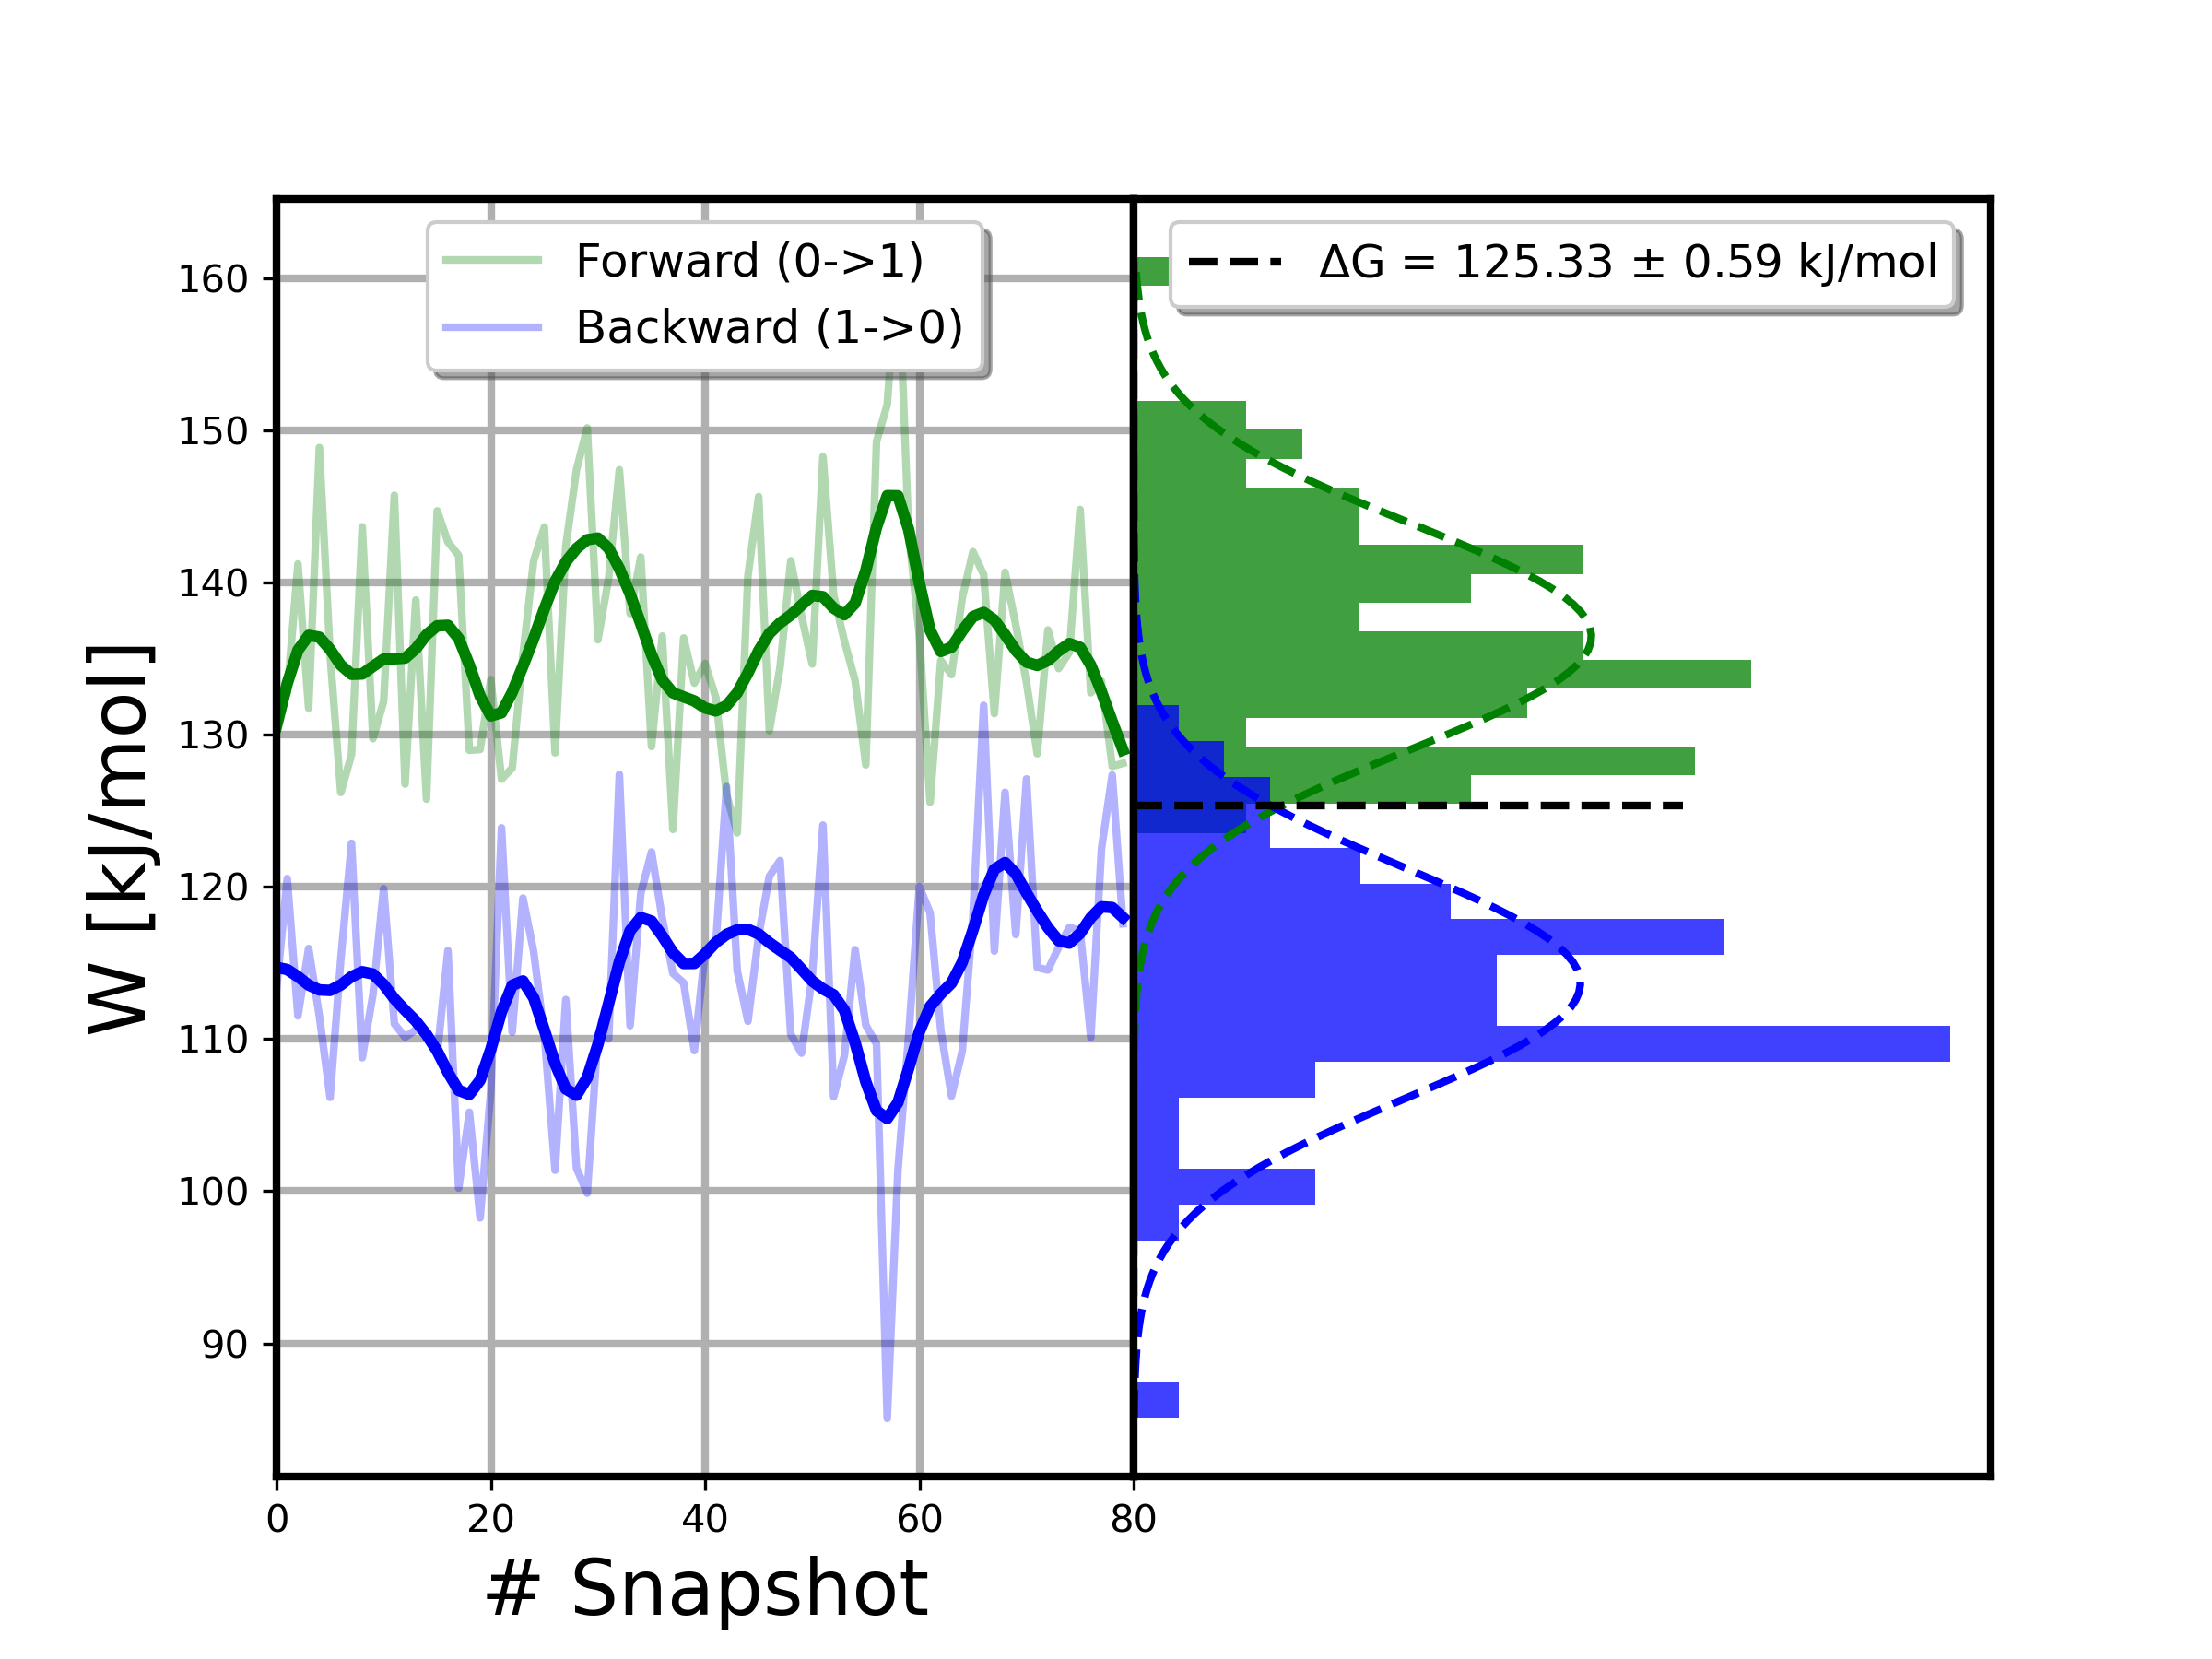 Forward (0->1)
Backward (1->0)
ΔG = 125.33 ± 0.59 kJ/mol
W [kJ/mol]
160
150
140
130
120
110
100
90
0
20
40
60
80
# Snapshot